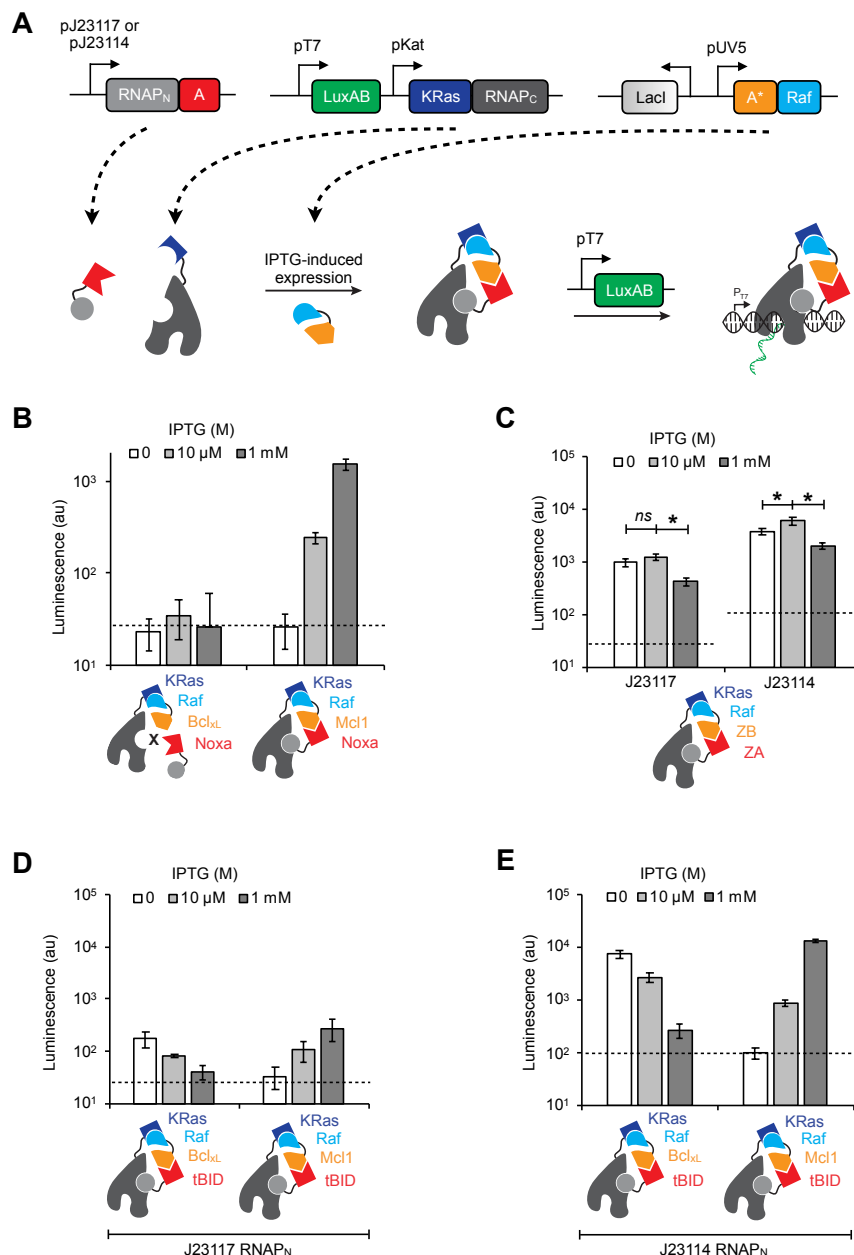 A
pJ23117 or
pJ23114
pT7
pKat
pUV5
RNAPN
A
LuxAB
KRas
RNAPC
LacI
A*
Raf
IPTG-induced
expression
pT7
LuxAB
PT7
B
IPTG (M)
0
10 µM
1 mM
Luminescence (au)
10³
10²
10¹
KRas
Raf
BclxL
Noxa
X
KRas
Raf
Mcl1
Noxa
C
IPTG (M)
0
10 µM
1 mM
Luminescence (au)
10⁵
10⁴
10³
10²
10¹
ns
*
*
*
J23117
J23114
KRas
Raf
ZB
ZA
D
IPTG (M)
0
10 µM
1 mM
Luminescence (au)
10⁵
10⁴
10³
10²
10¹
KRas
Raf
BclxL
tBID
KRas
Raf
Mcl1
tBID
J23117 RNAPN
E
IPTG (M)
0
10 µM
1 mM
Luminescence (au)
10⁵
10⁴
10³
10²
10¹
KRas
Raf
BclxL
tBID
KRas
Raf
Mcl1
tBID
J23114 RNAPN